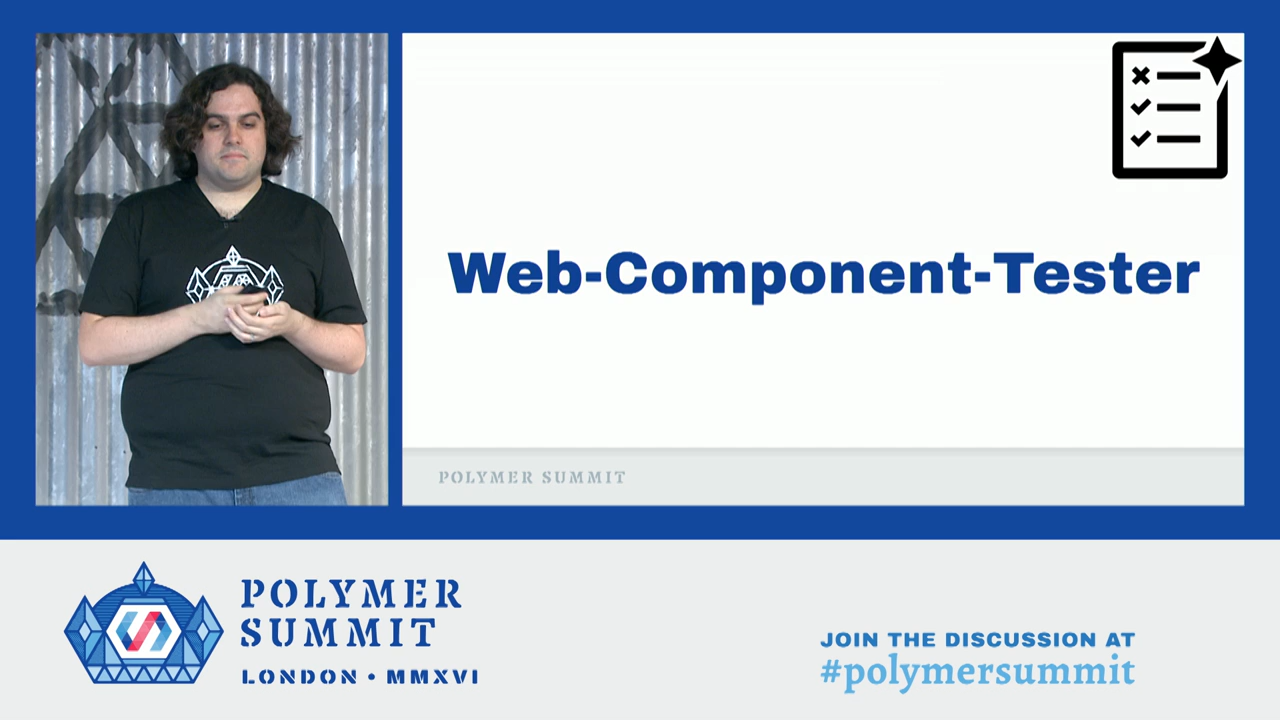 Web-Component-Tester
POLYMER SUMMIT
POLYMER
SUMMIT
LONDON • MMXVI
JOIN THE DISCUSSION AT
#polymersummit